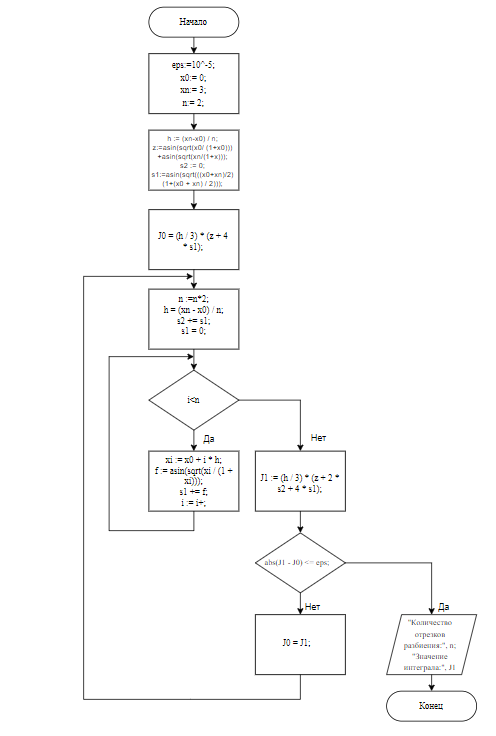 Начало
eps:=10^-5;
x0:= 0;
xn:= 3;
n:= 2;
h := (xn-x0) / n;
z:=asin(sqrt(x0/ (1+x0)))
+asin(sqrt(xn/(1+x)));
s2 := 0;
s1:=asin(sqrt(((x0+xn)/2)
(1+(x0 + xn) / 2)));
J0 = (h / 3) * (z + 4
* s1);
n :=n*2;
h = (xn - x0) / n;
s2 += s1;
s1 = 0;
i<n
Да
Нет
xi := x0 + i * h;
f := asin(sqrt(xi / (1 +
xi)));
s1 += f;
i := i+;
J1 := (h / 3) * (z + 2 *
s2 + 4 * s1);
abs(J1 - J0) <= eps;
Нет
Да
J0 = J1;
"Количество
отрезков
разбиения:", n;
"Значение
интеграла:", J1
Конец